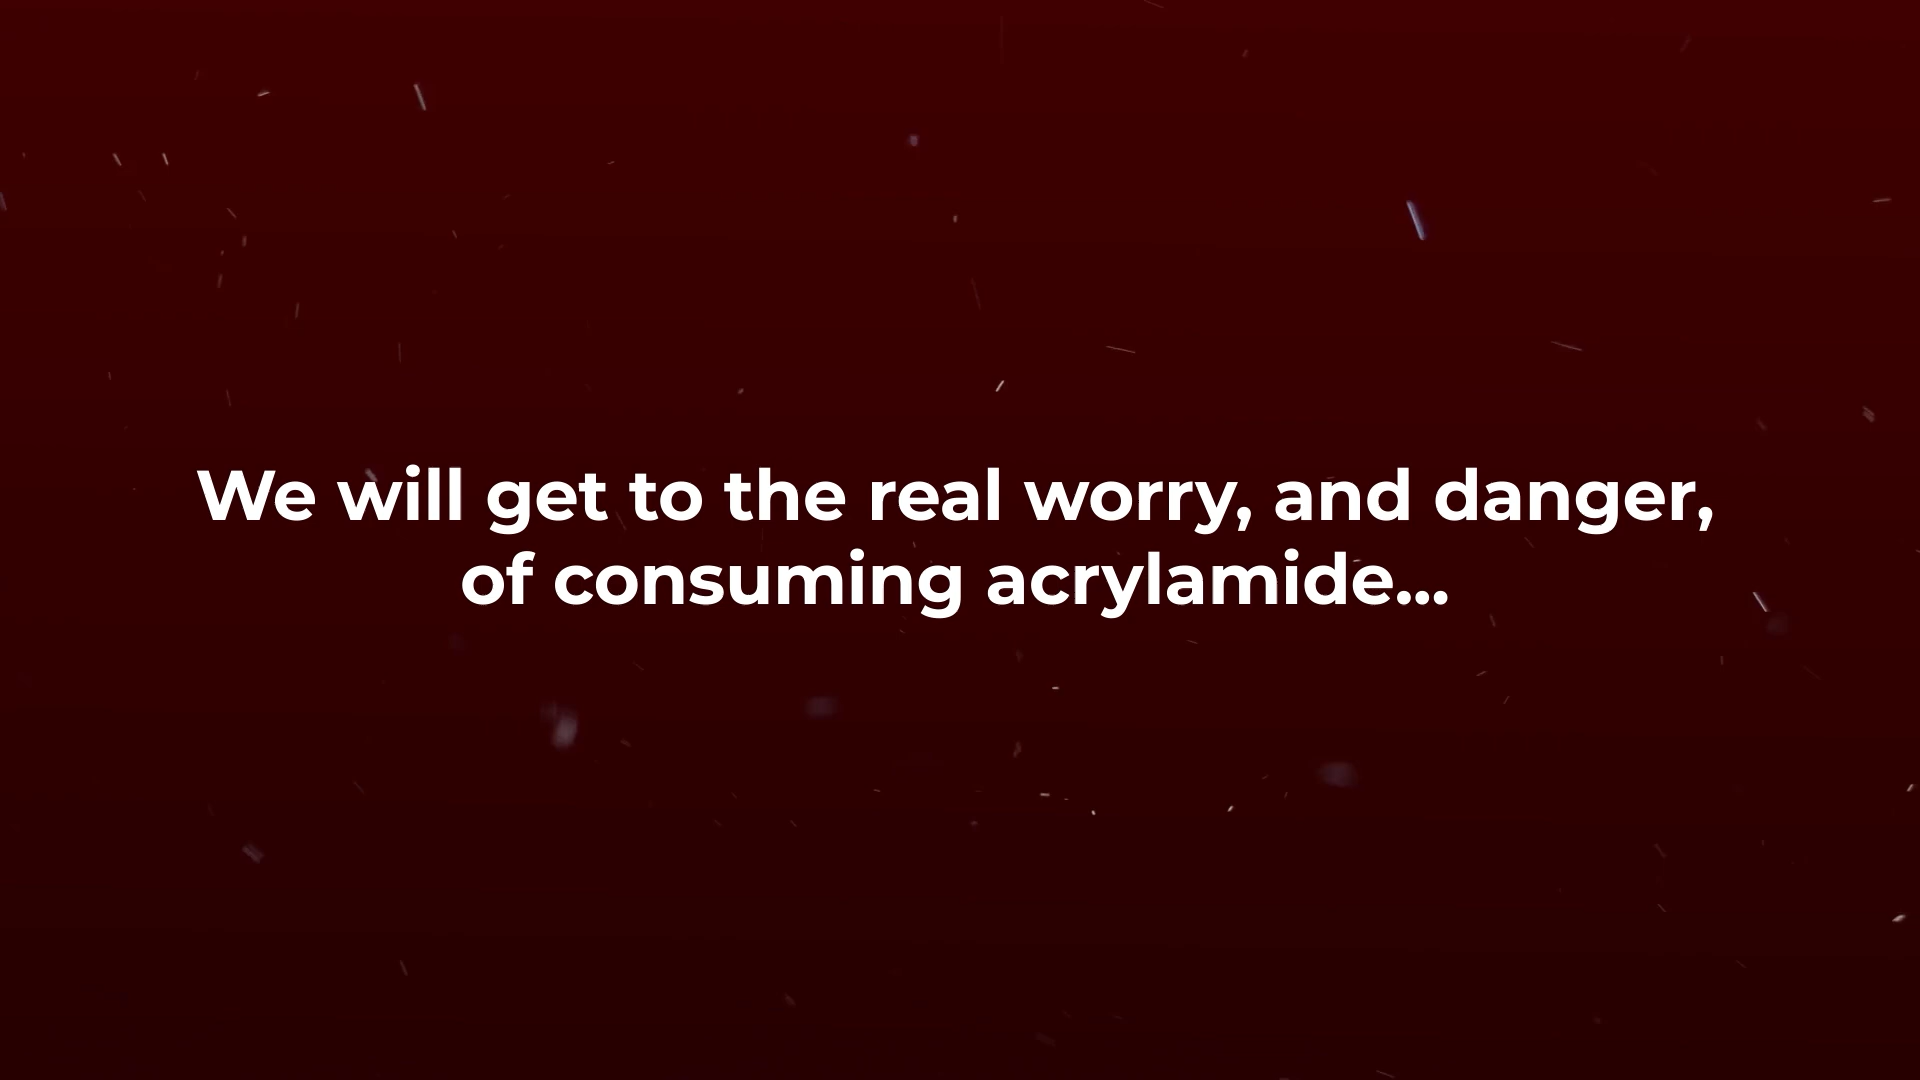 We will get to the real worry, and danger,
of consuming acrylamide...